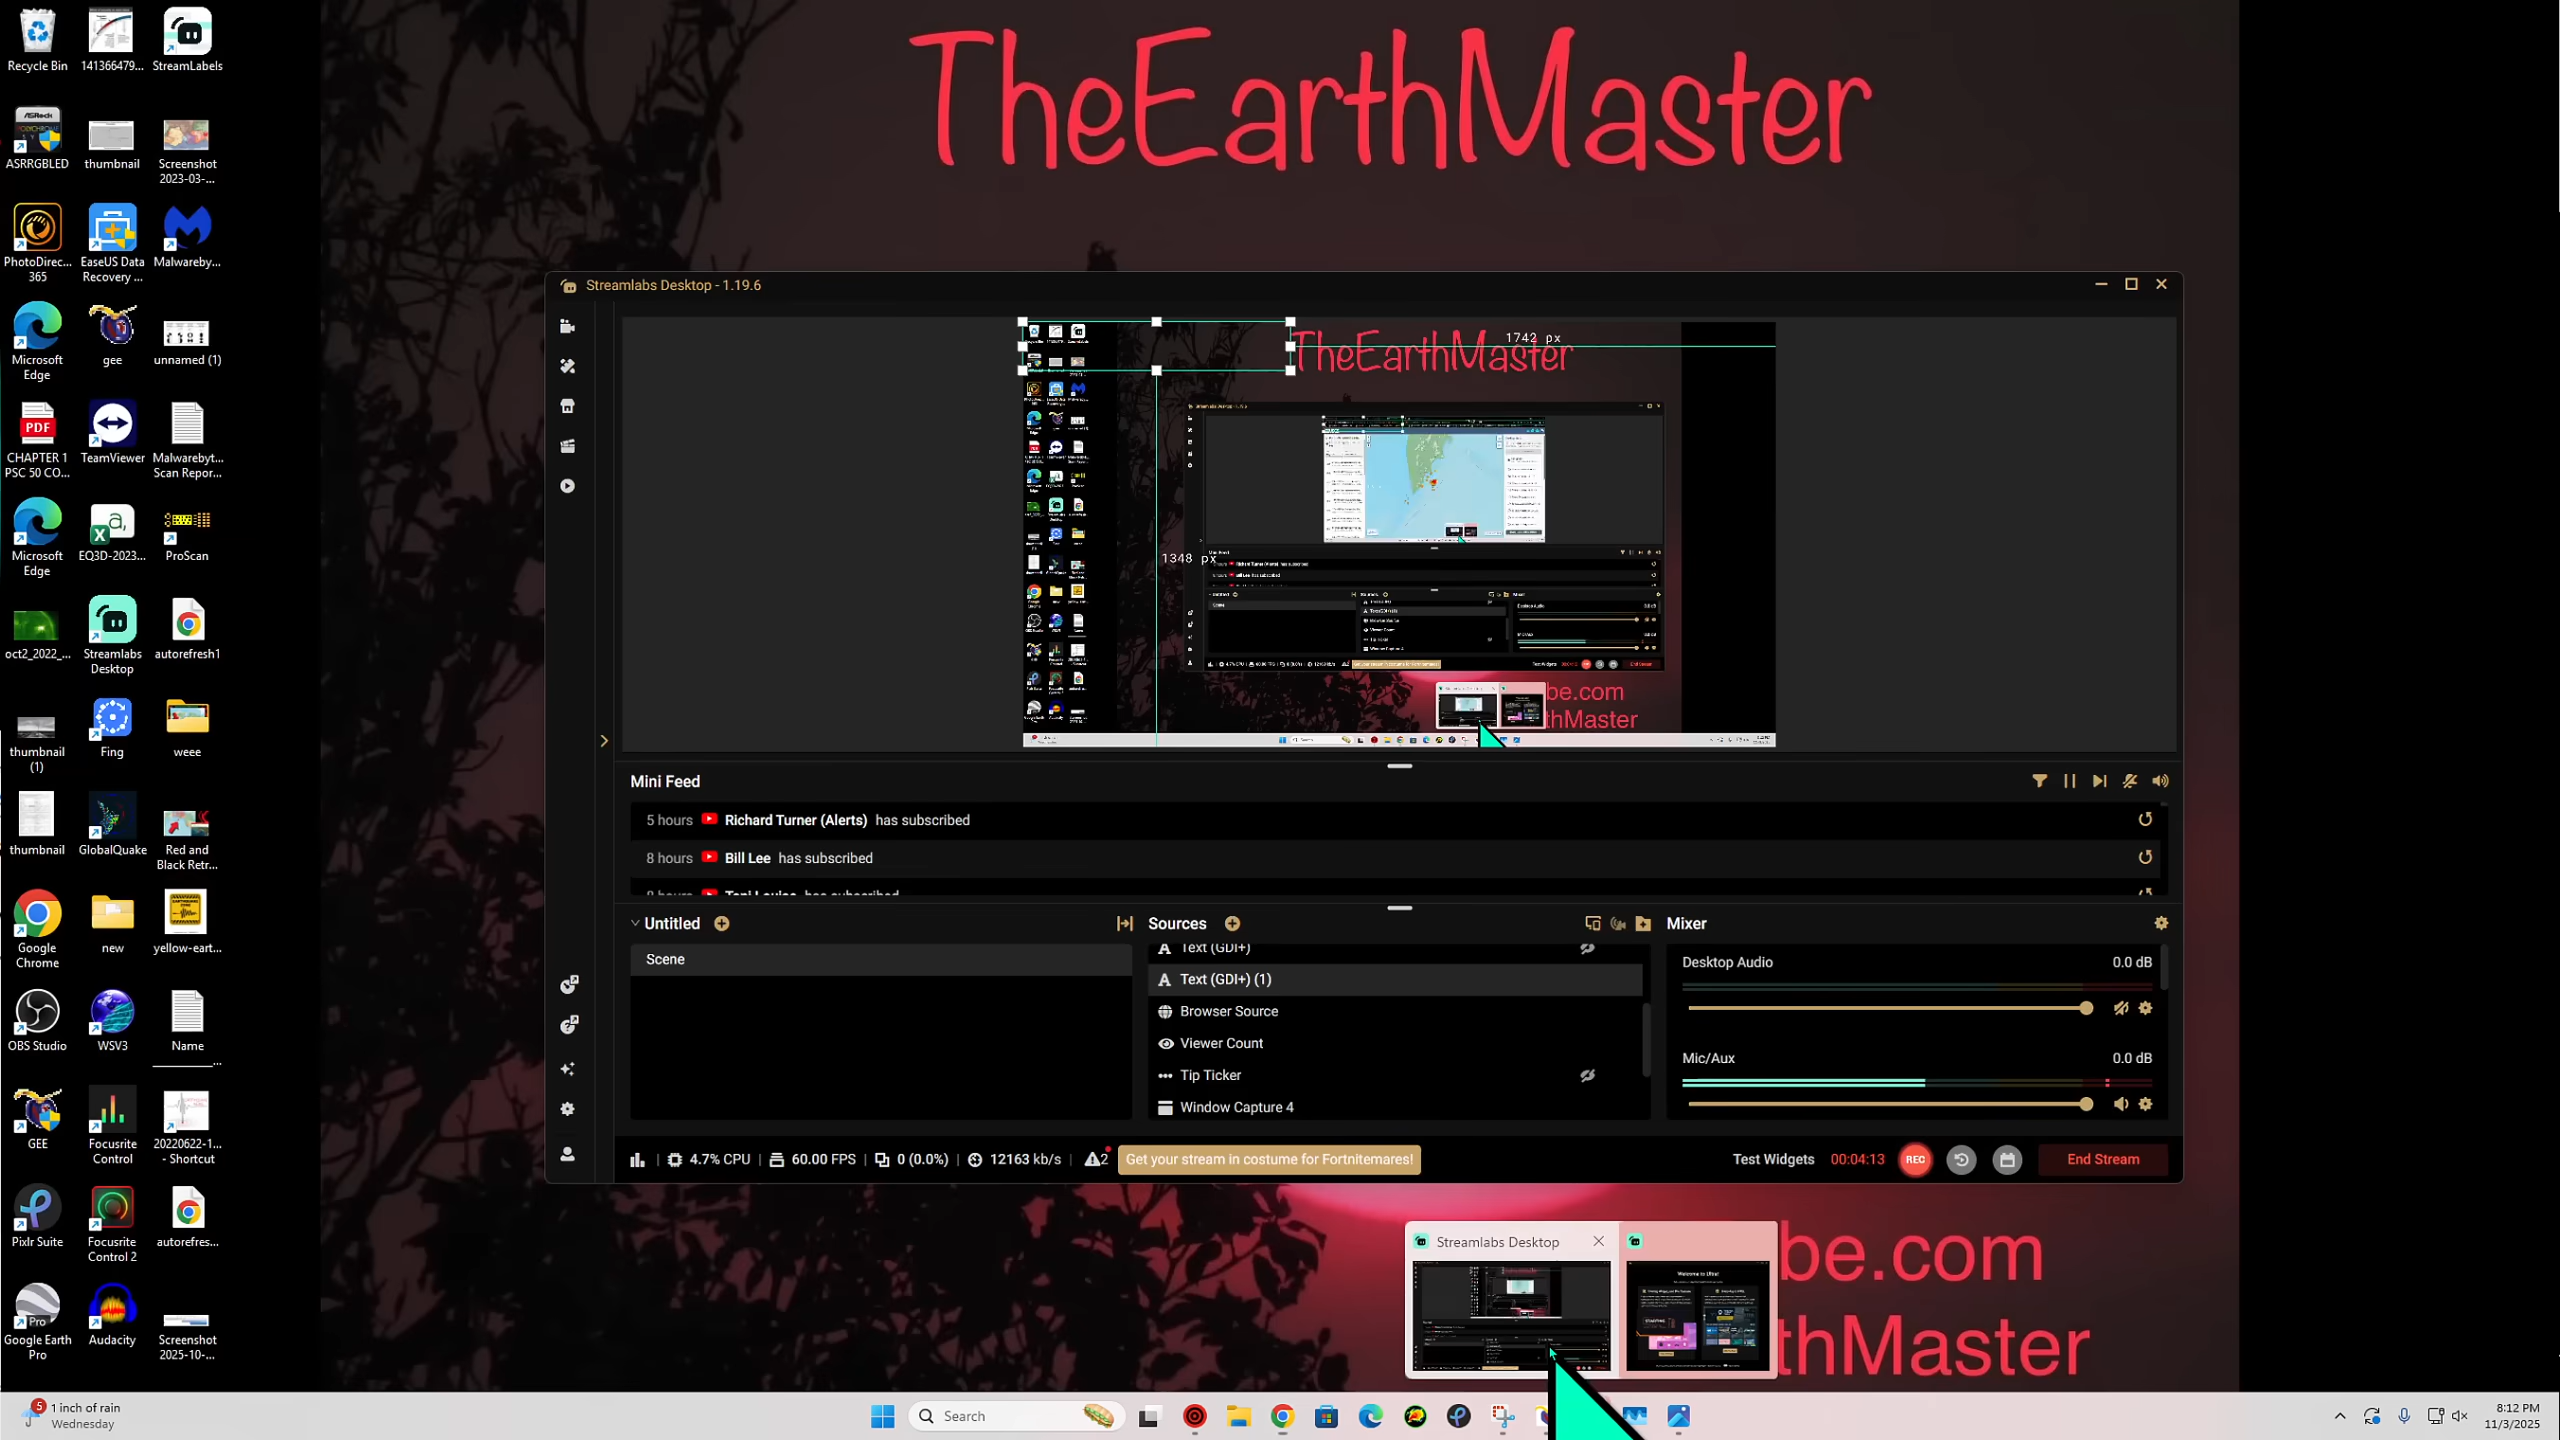 TheEarthMaster
Recycle Bin
141366479...
StreamLabels
ASRRGBLED
thumbnail
Screenshot
2023-03-...
PhotoDirec...
365
EaseUS Data
Recovery ...
Malwareby...
Microsoft
Edge
gee
unnamed (1)
CHAPTER 1
PSC 50 CO...
TeamViewer
Malwarebyt...
Scan Repor...
Microsoft
Edge
EQ3D-2023...
ProScan
oct2_2022_...
Streamlabs
Desktop
autorefresh1
thumbnail
(1)
Fing
weee
thumbnail
GlobalQuake
Red and
Black Retr...
Google
Chrome
new
yellow-eart...
OBS Studio
WSV3
Name
GEE
Focusrite
Control
20220622-1...
- Shortcut
Pixlr Suite
Focusrite
Control 2
autorefres...
Google Earth
Pro
Audacity
Screenshot
2025-10-...
Streamlabs Desktop - 1.19.6
TheEarthMaster
1742 px
1348 px
be.com
thMaster
Mini Feed
5 hours Richard Turner (Alerts) has subscribed
8 hours Bill Lee has subscribed
Untitled
Scene
Sources
Text (GDI+)
Text (GDI+) (1)
Browser Source
Viewer Count
Tip Ticker
Window Capture 4
Mixer
Desktop Audio 0.0 dB
Mic/Aux 0.0 dB
4.7% CPU 60.00 FPS 0 (0.0%) 12163 kb/s 2 Get your stream in costume for Fortnitemares! Test Widgets 00:04:13 REC End Stream
Streamlabs Desktop
Welcome to Ultra!
be.com
thMaster
5
1 inch of rain
Wednesday
Search
8:12 PM
11/3/2025